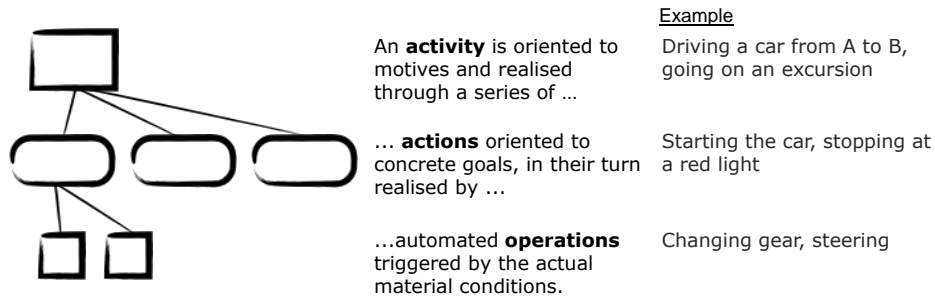 Example
An activity is oriented to
motives and realised
through a series of …
Driving a car from A to B,
going on an excursion
... actions oriented to
concrete goals, in their turn
realised by ...
Starting the car, stopping at
a red light
...automated operations
triggered by the actual
material conditions.
Changing gear, steering